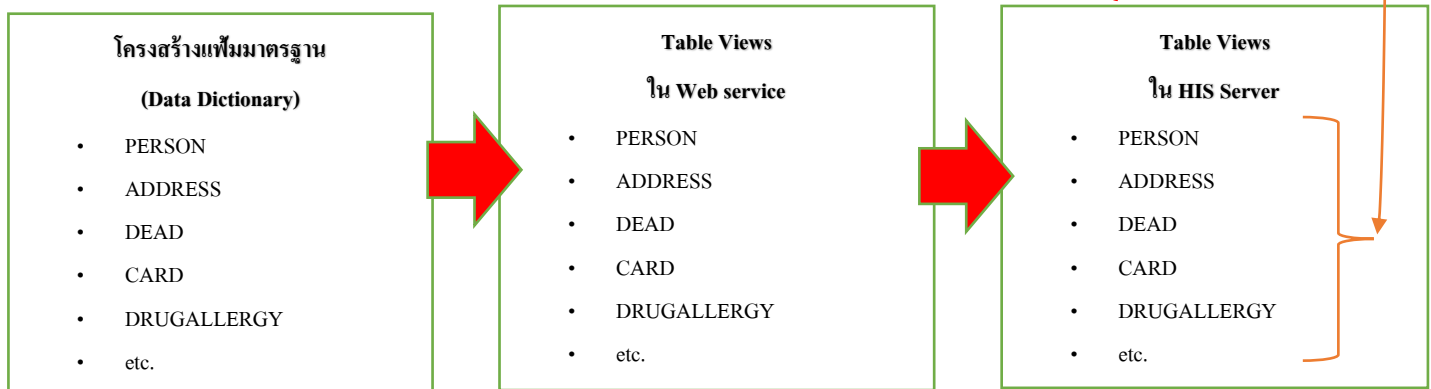 โครงสร้างแฟ้มมาตรฐาน
(Data Dictionary)
• PERSON
• ADDRESS
• DEAD
• CARD
• DRUGALLERGY
• etc.
Table Views
ใน Web service
• PERSON
• ADDRESS
• DEAD
• CARD
• DRUGALLERGY
• etc.
Table Views
ใน HIS Server
• PERSON
• ADDRESS
• DEAD
• CARD
• DRUGALLERGY
• etc.